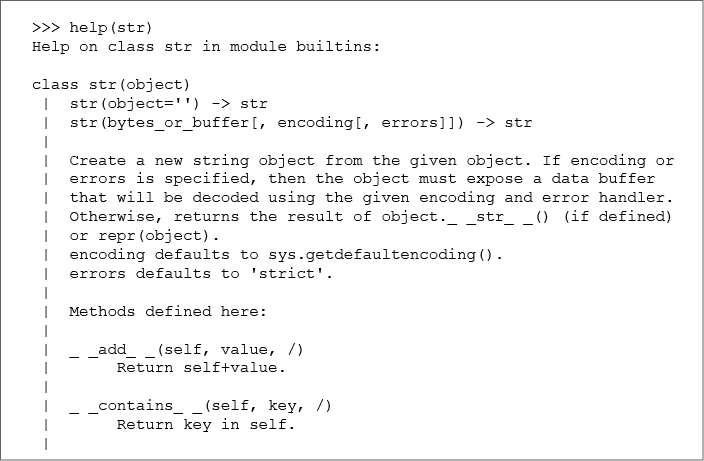 >>> help(str)
Help on class str in module builtins:

class str(object)
 |  str(object='') -> str
 |  str(bytes_or_buffer[, encoding[, errors]]) -> str
 |
 |  Create a new string object from the given object. If encoding or
 |  errors is specified, then the object must expose a data buffer
 |  that will be decoded using the given encoding and error handler.
 |  Otherwise, returns the result of object._ _str_ _() (if defined)
 |  or repr(object).
 |  encoding defaults to sys.getdefaultencoding().
 |  errors defaults to 'strict'.
 |
 |  Methods defined here:
 |
 |  _ _add_ _(self, value, /)
 |       Return self+value.
 |
 |  _ _contains_ _(self, key, /)
 |       Return key in self.
 |